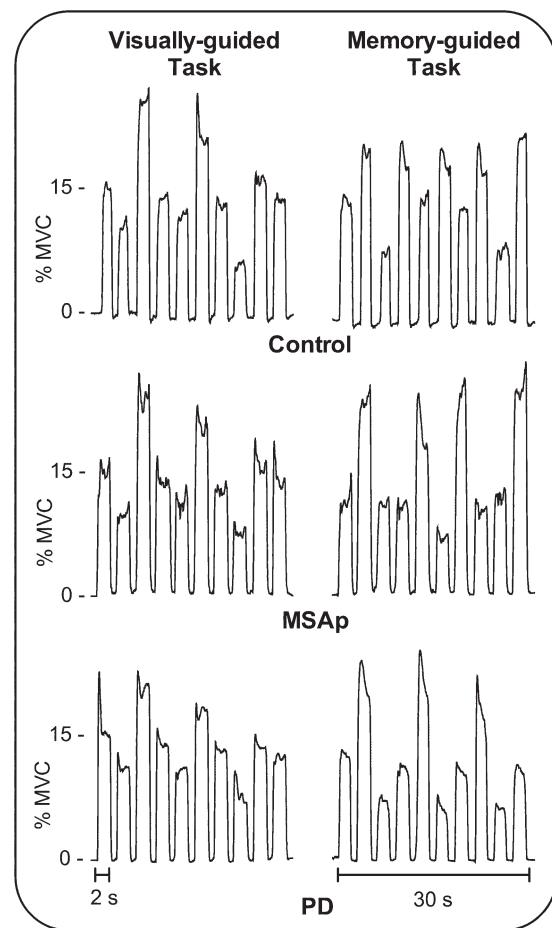 Visually-guided
Task
Memory-guided
Task
15 -
% MVC
0 -
Control
15 -
% MVC
0 -
MSAp
15 -
% MVC
0 -
2 s
30 s
PD